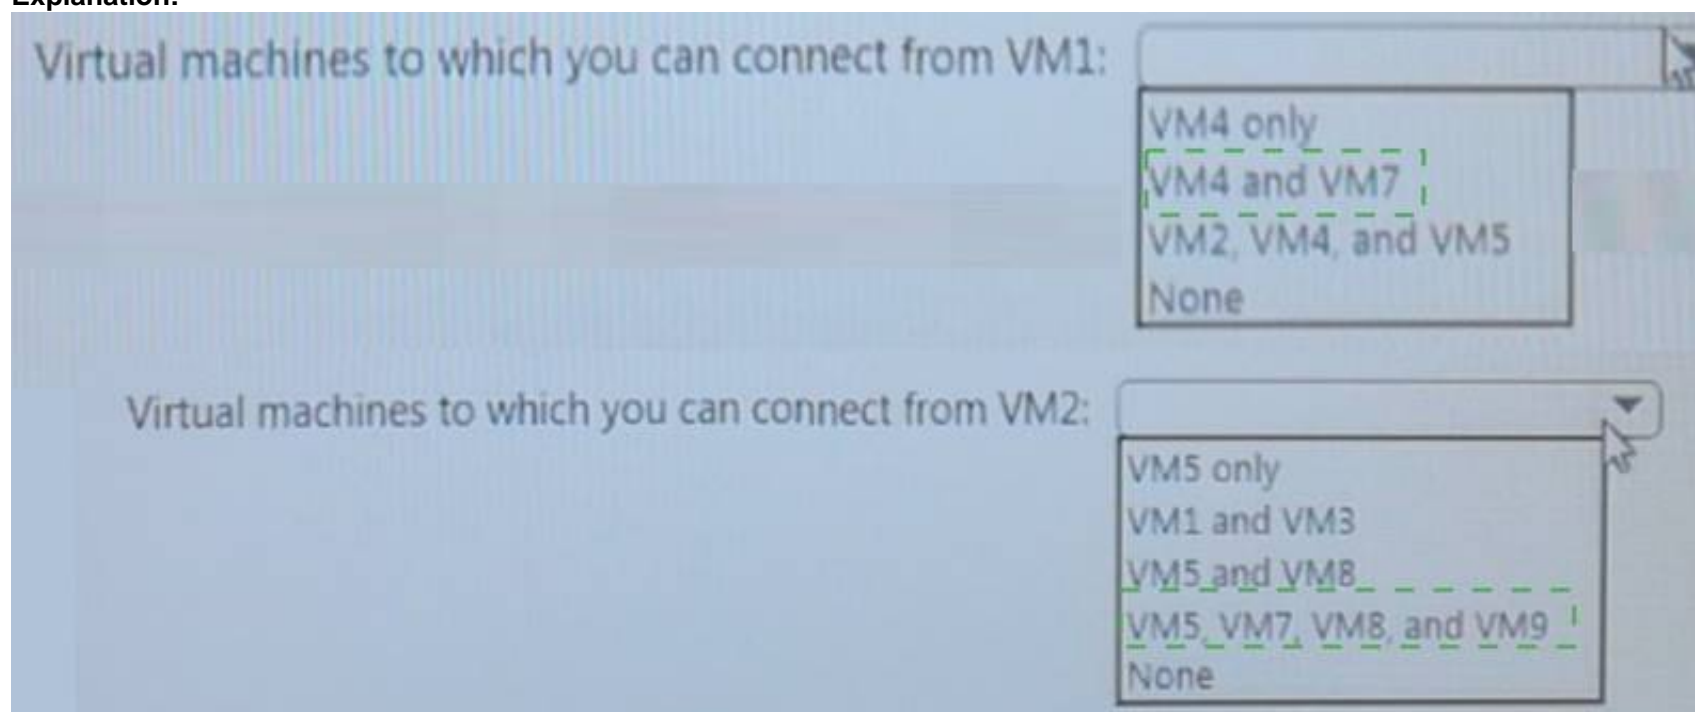 Explanation:
Virtual machines to which you can connect from VM1:
VM4 only
VM4 and VM7
VM2, VM4, and VM5
None
Virtual machines to which you can connect from VM2:
VM5 only
VM1 and VM3
VM5 and VM8
VM5, VM7, VM8, and VM9
None